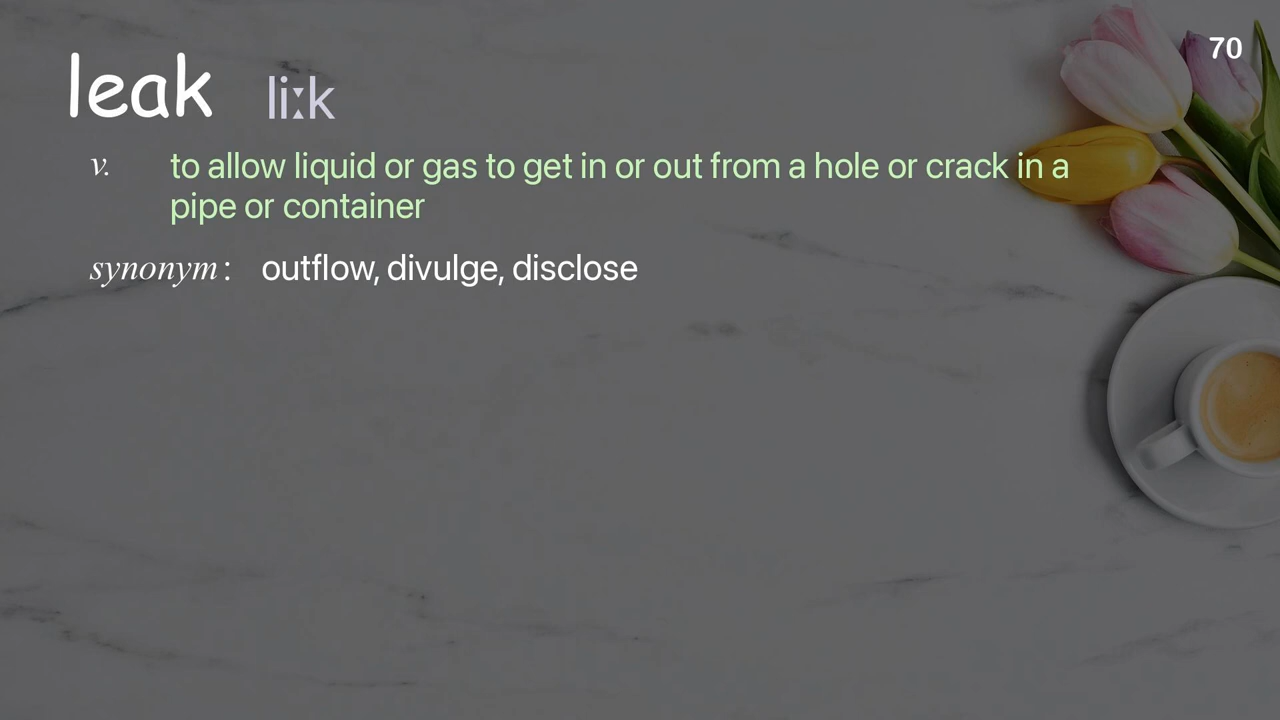 70
leak liːk
v. to allow liquid or gas to get in or out from a hole or crack in a
pipe or container
synonym: outflow, divulge, disclose